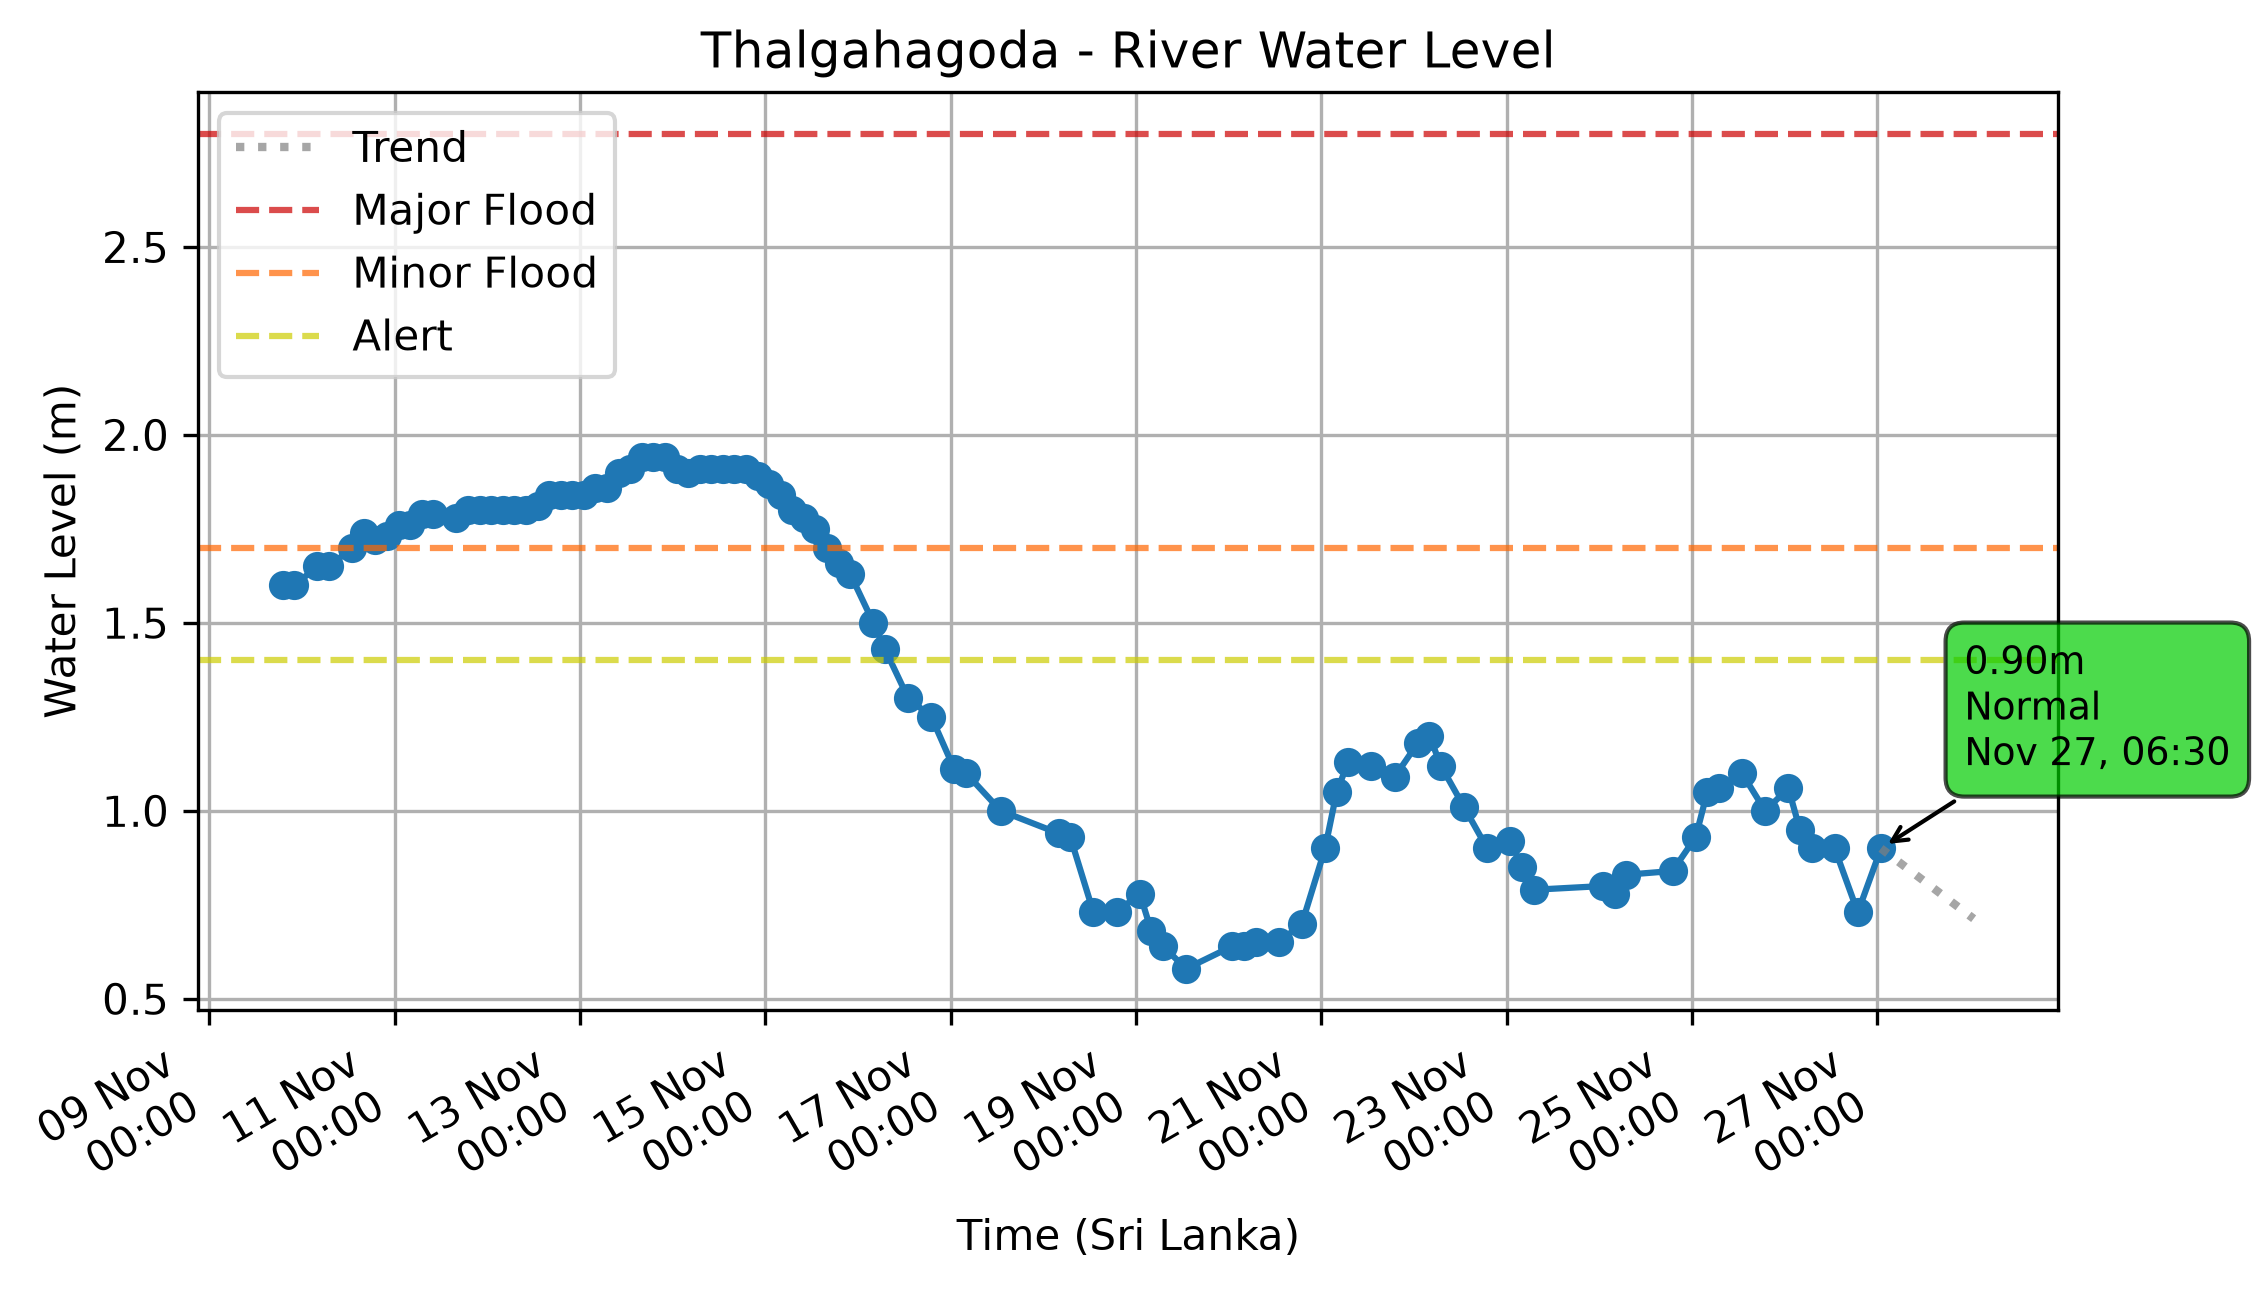 Thalgahagoda - River Water Level
Trend
Major Flood
Minor Flood
Alert
Water Level (m)
2.5
2.0
1.5
1.0
0.5
0.90m
Normal
Nov 27, 06:30
09 Nov
00:00
11 Nov
00:00
13 Nov
00:00
15 Nov
00:00
17 Nov
00:00
19 Nov
00:00
21 Nov
00:00
23 Nov
00:00
25 Nov
00:00
27 Nov
00:00
Time (Sri Lanka)